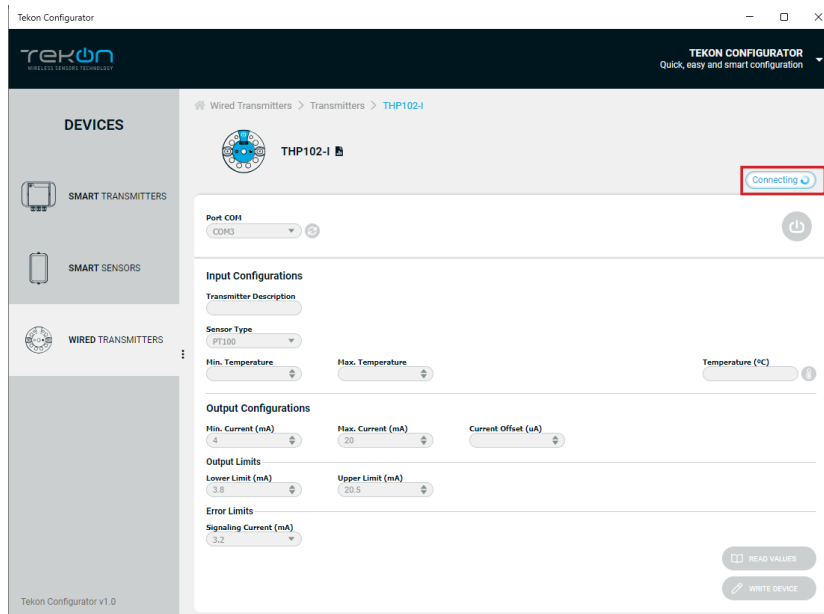 Tekon Configurator
TEKON
WIRELESS SENSORS TECHNOLOGY
TEKON CONFIGURATOR
Quick, easy and smart configuration
DEVICES
SMART TRANSMITTERS
SMART SENSORS
WIRED TRANSMITTERS
Tekon Configurator v1.0
Wired Transmitters > Transmitters > THP102-I
THP102-I
Connecting
Port COM
COM3
Input Configurations
Transmitter Description
Sensor Type
PT100
Min. Temperature Max. Temperature Temperature (ºC)
Output Configurations
Min. Current (mA) Max. Current (mA) Current Offset (uA)
4 20
Output Limits
Lower Limit (mA) Upper Limit (mA)
3.8 20.5
Error Limits
Signaling Current (mA)
3.2
READ VALUES
WRITE DEVICE